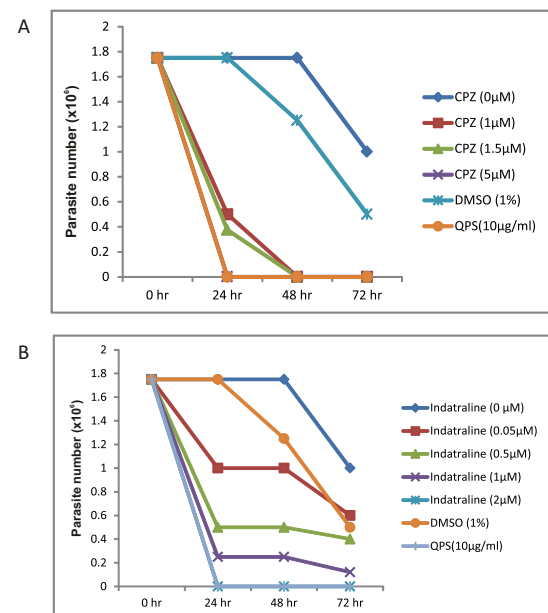 A
Parasite number (x10⁶)
2
1.8
1.6
1.4
1.2
1
0.8
0.6
0.4
0.2
0
0 hr 24 hr 48 hr 72 hr
CPZ (0µM)
CPZ (1µM)
CPZ (1.5µM)
CPZ (5µM)
DMSO (1%)
QPS(10µg/ml)
B
Parasite number (x10⁶)
2
1.8
1.6
1.4
1.2
1
0.8
0.6
0.4
0.2
0
0 hr 24 hr 48 hr 72 hr
Indatraline (0 µM)
Indatraline (0.05µM)
Indatraline (0.5µM)
Indatraline (1µM)
Indatraline (2µM)
DMSO (1%)
QPS(10µg/ml)